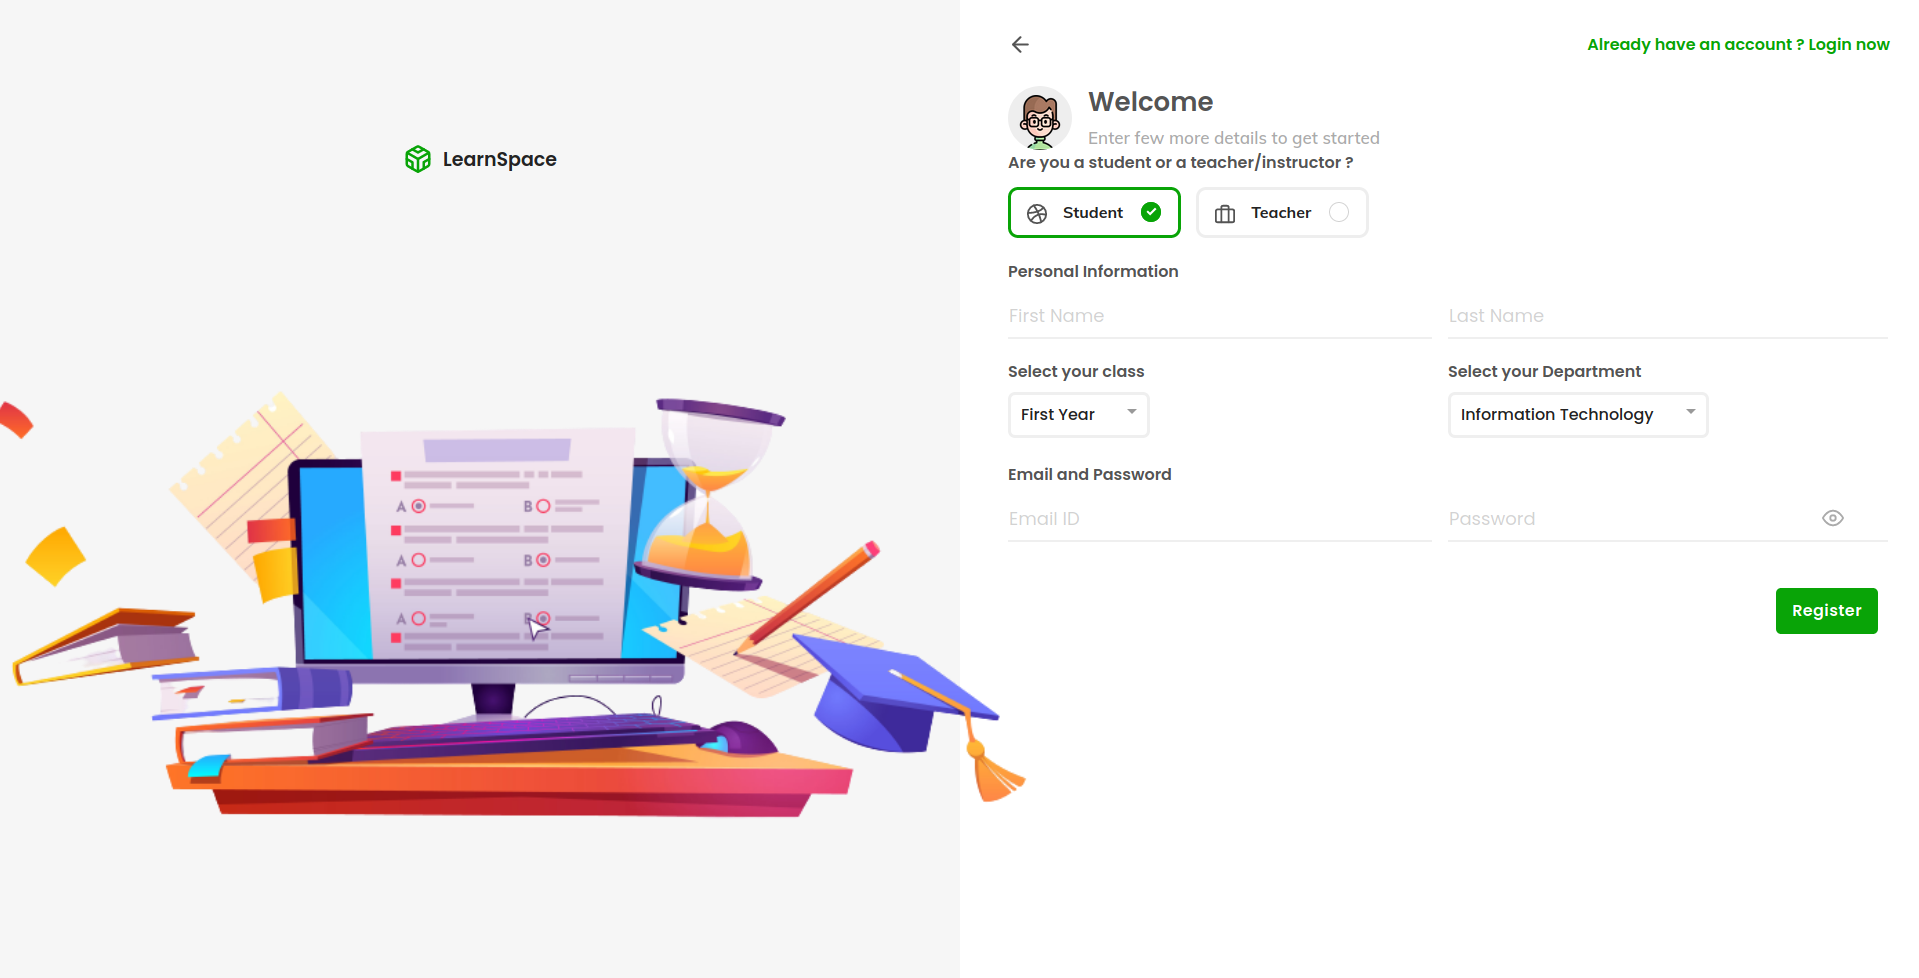 LearnSpace
Already have an account ? Login now
Welcome
Enter few more details to get started
Are you a student or a teacher/instructor ?
Student
Teacher
Personal Information
First Name
Last Name
Select your class
Select your Department
First Year
Information Technology
Email and Password
Email ID
Password
Register
A
B
A
B
A
B